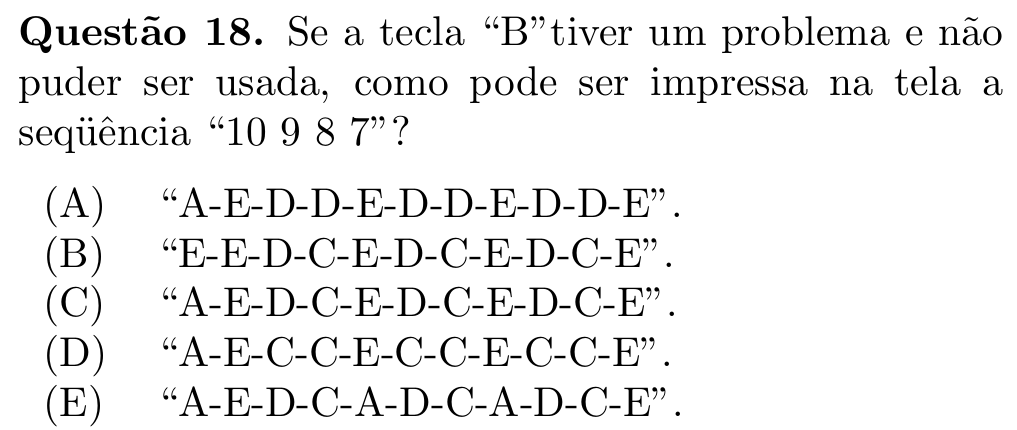 Questão 18. Se a tecla “B”tiver um problema e não
puder ser usada, como pode ser impressa na tela a
seqüência “10 9 8 7”?
(A) “A-E-D-D-E-D-D-E-D-D-E”.
(B) “E-E-D-C-E-D-C-E-D-C-E”.
(C) “A-E-D-C-E-D-C-E-D-C-E”.
(D) “A-E-C-C-E-C-C-E-C-C-E”.
(E) “A-E-D-C-A-D-C-A-D-C-E”.